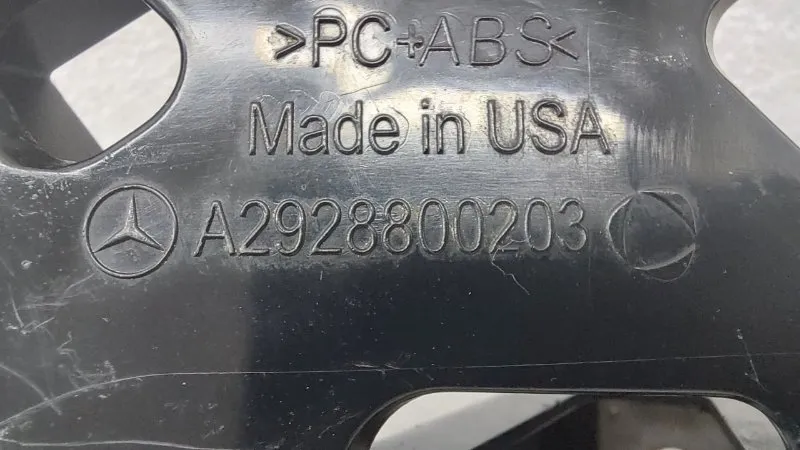 >PC+ABS<
Made in USA
A2928800203